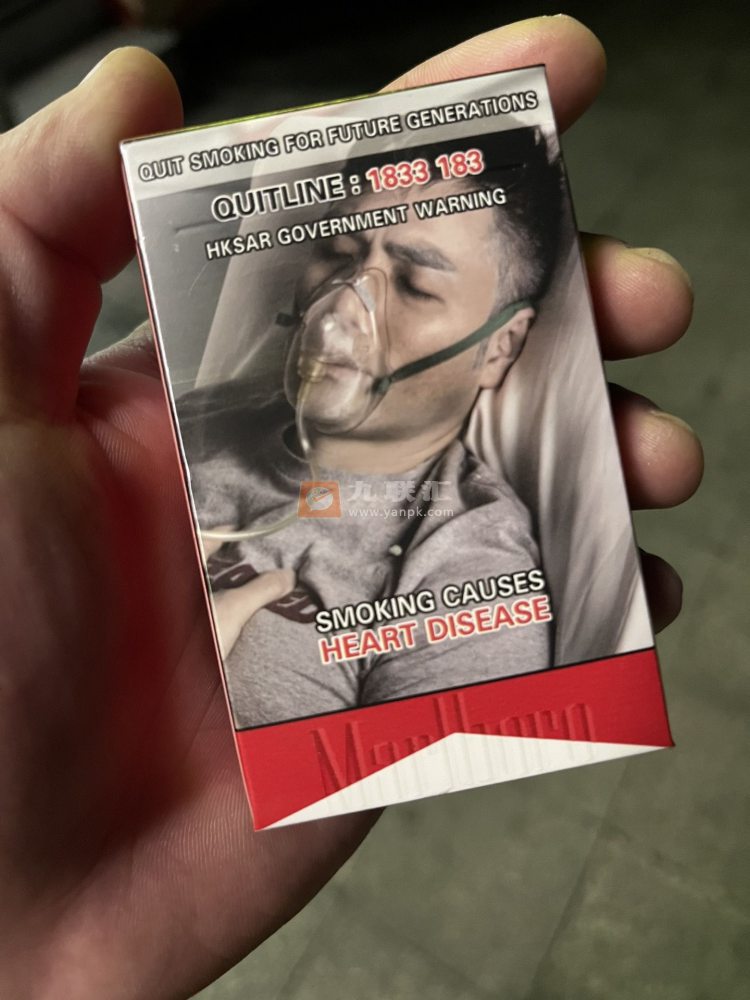 QUIT SMOKING FOR FUTURE GENERATIONS
QUITLINE : 1833 183
HKSAR GOVERNMENT WARNING
九联汇
www.yanpk.com
SMOKING CAUSES
HEART DISEASE
Marlboro